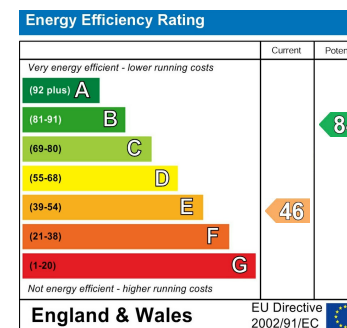 Energy Efficiency Rating
Current
Very energy efficient - lower running costs
(92 plus) A
(81-91) B
(69-80) C
(55-68) D
(39-54) E
46
(21-38) F
(1-20) G
Not energy efficient - higher running costs
England & Wales
EU Directive
2002/91/EC